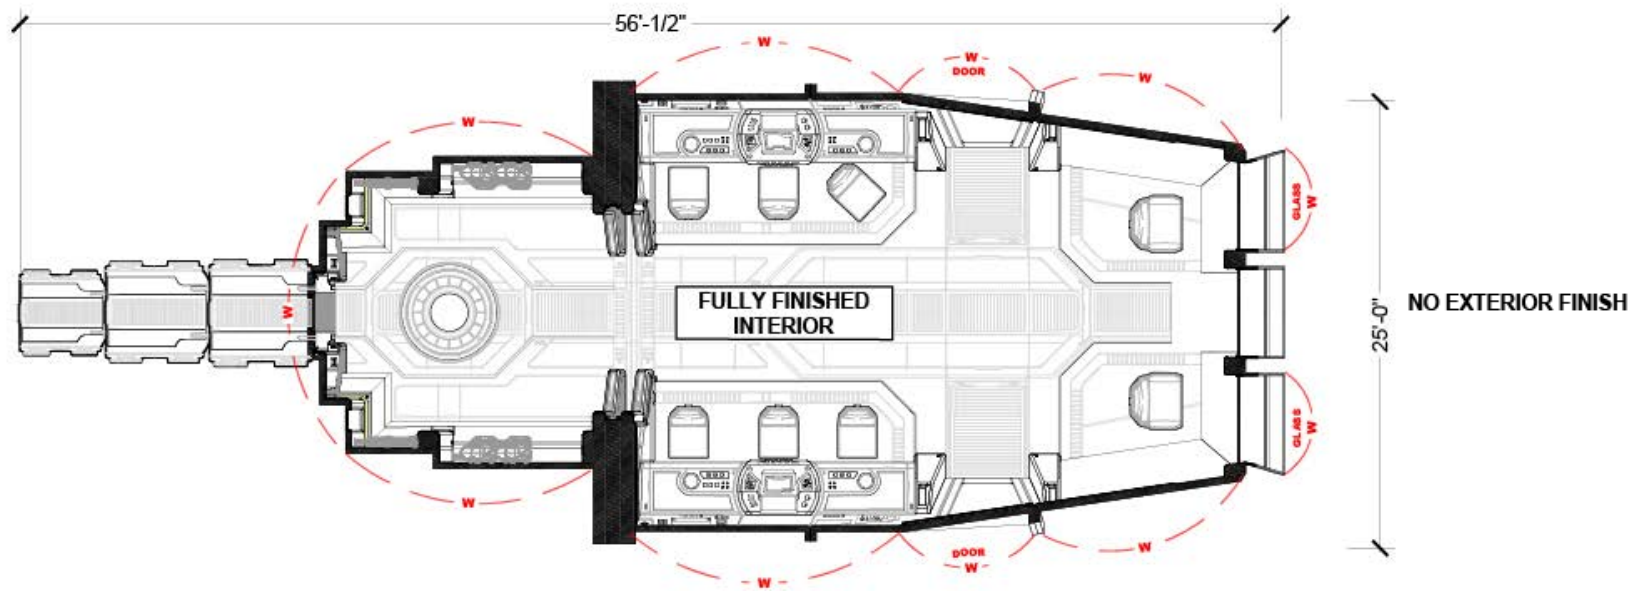 56'-1/2"
W
W
DOOR
W
W
GLASS
W
W
FULLY FINISHED
INTERIOR
25'-0"
NO EXTERIOR FINISH
GLASS
W
W
DOOR
W
W
W